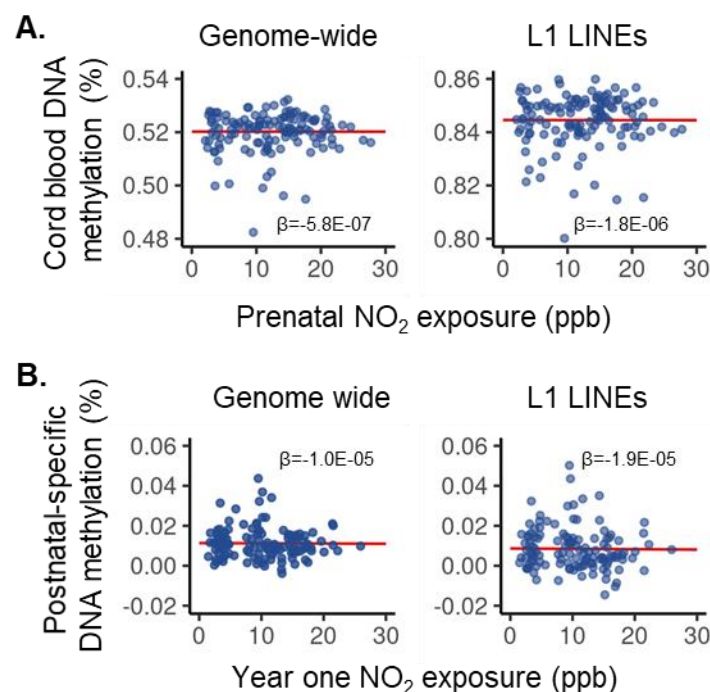 A.
Genome-wide
L1 LINEs
Cord blood DNA
methylation (%)
0.54
0.52
0.50
0.48
β=-5.8E-07
0 10 20 30
0.86
0.84
0.82
0.80
β=-1.8E-06
0 10 20 30
Prenatal NO₂ exposure (ppb)
B.
Genome wide
L1 LINEs
Postnatal-specific
DNA methylation (%)
0.06
0.04
0.02
0.00
-0.02
β=-1.0E-05
0 10 20 30
0.06
0.04
0.02
0.00
-0.02
β=-1.9E-05
0 10 20 30
Year one NO₂ exposure (ppb)